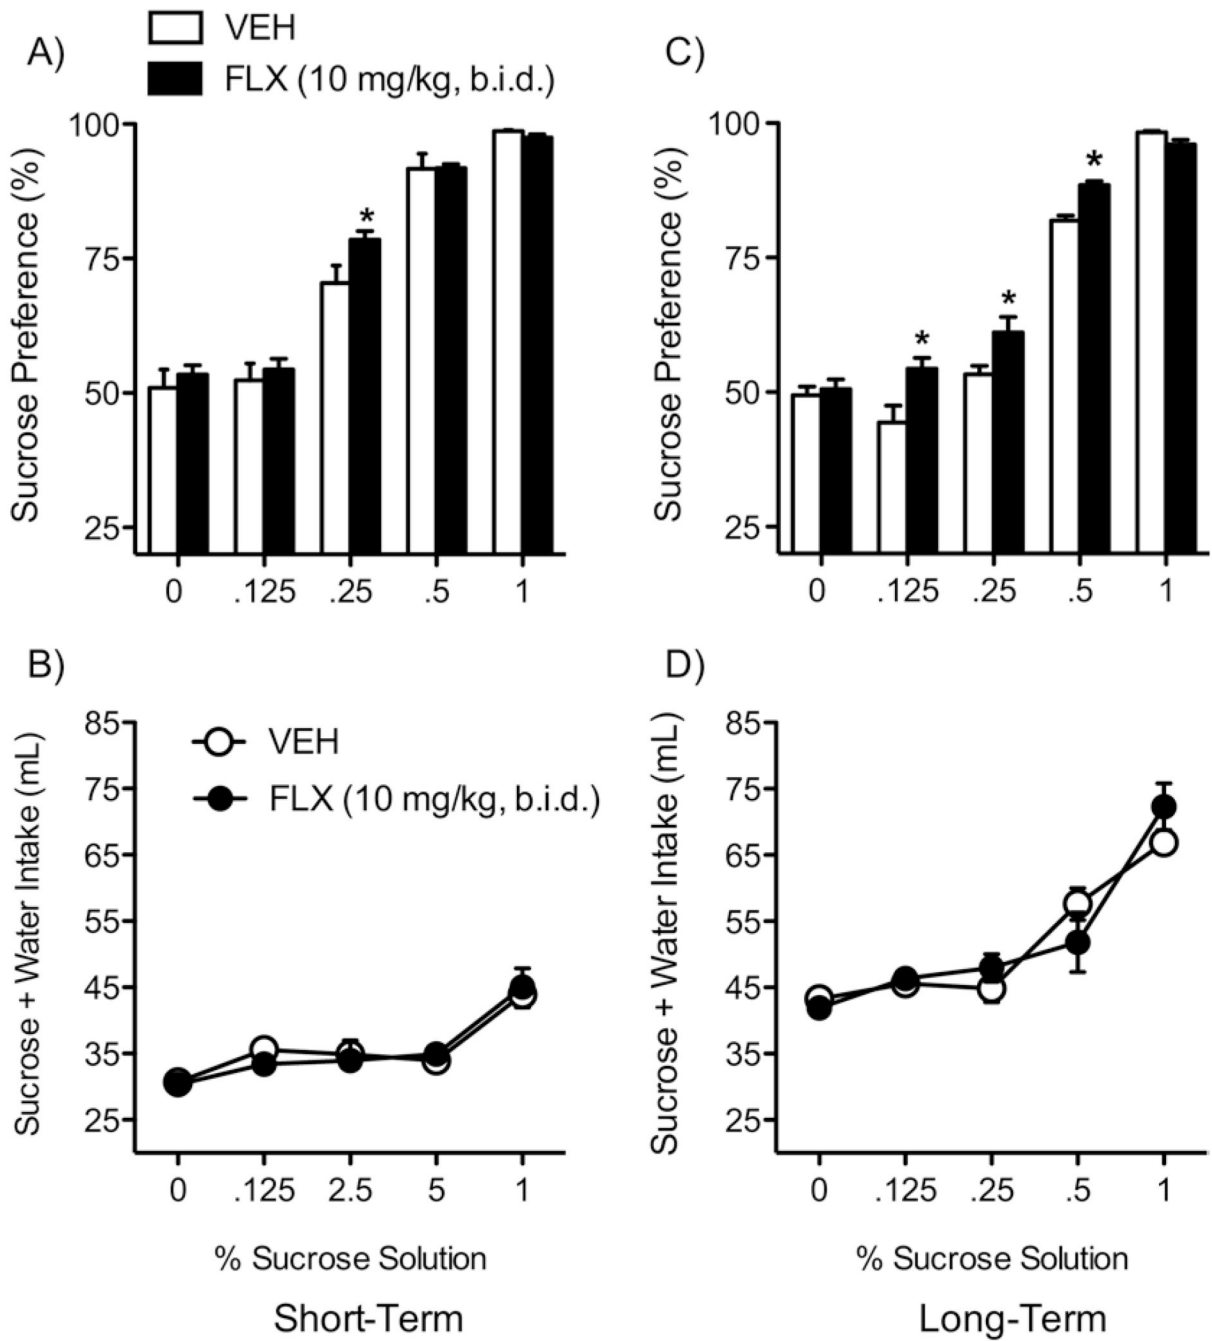 A)
VEH
FLX (10 mg/kg, b.i.d.)
Sucrose Preference (%)
100
75
50
25
*
0 .125 .25 .5 1
C)
Sucrose Preference (%)
100
75
50
25
* * *
0 .125 .25 .5 1
B)
VEH
FLX (10 mg/kg, b.i.d.)
Sucrose + Water Intake (mL)
85
75
65
55
45
35
25
0 .125 2.5 5 1
% Sucrose Solution
Short-Term
D)
Sucrose + Water Intake (mL)
85
75
65
55
45
35
25
0 .125 .25 .5 1
% Sucrose Solution
Long-Term